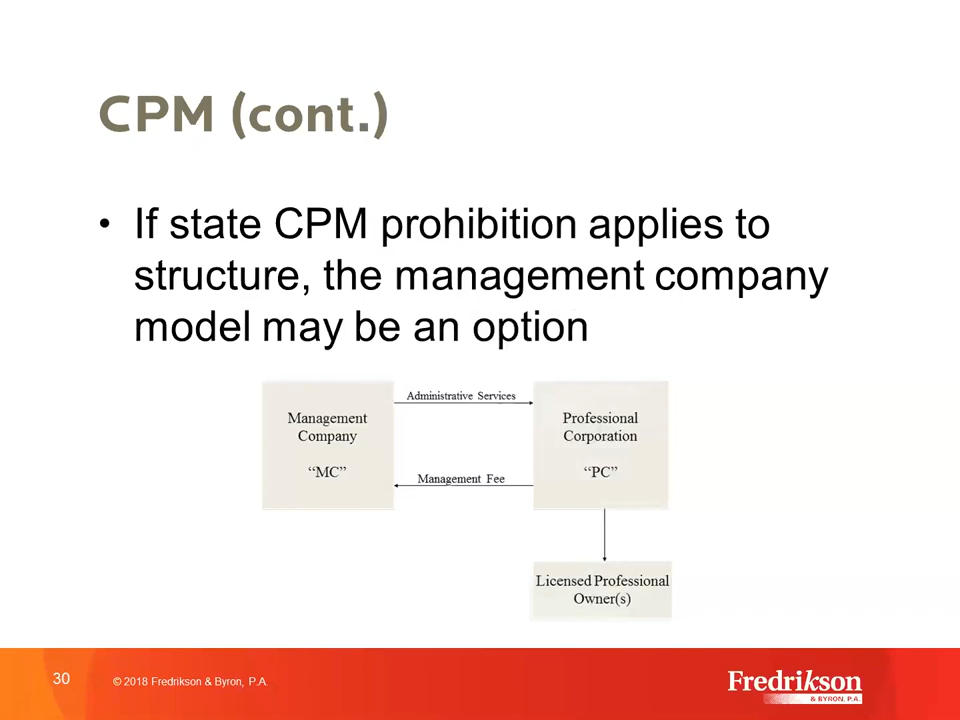 CPM (cont.)
• If state CPM prohibition applies to
structure, the management company
model may be an option
Administrative Services
Management
Company
“MC”
Professional
Corporation
“PC”
Management Fee
Licensed Professional
Owner(s)
30
© 2018 Fredrikson & Byron, P.A.
Fredrikson
& BYRON, P.A.